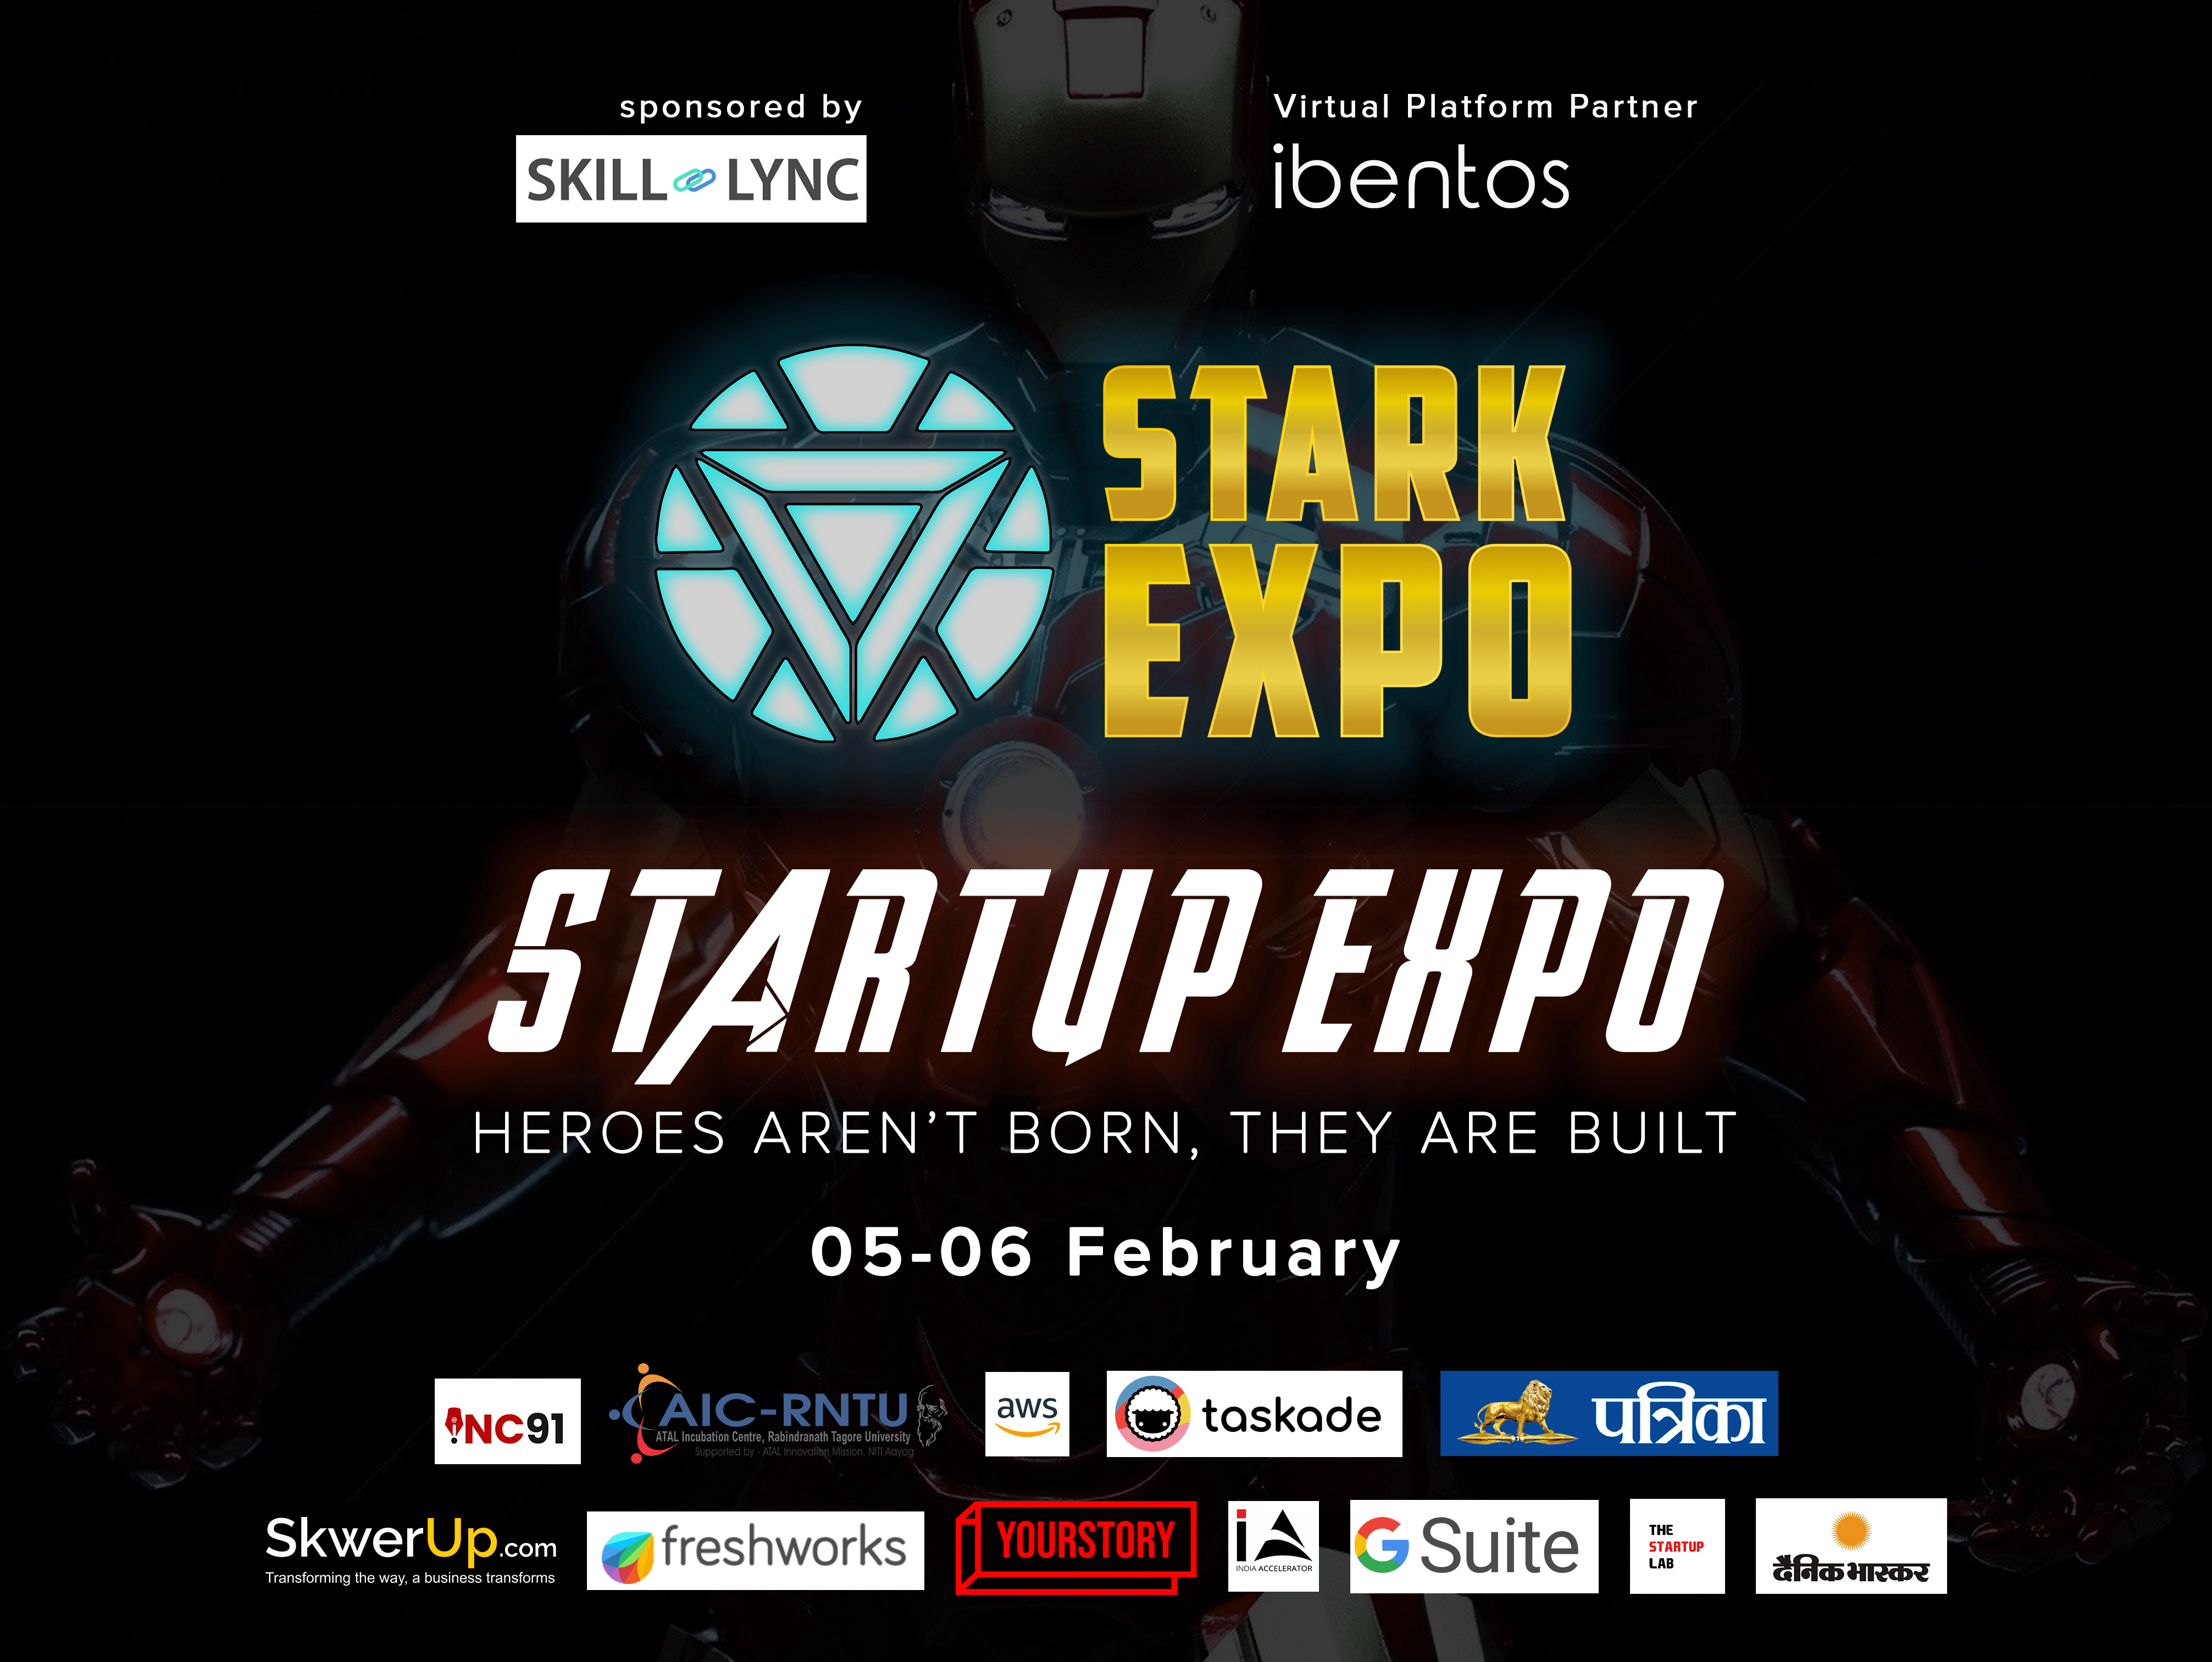 sponsored by
SKILL LYNC
Virtual Platform Partner
ibentos
STARK
EXPO
STARTUP EXPO
HEROES AREN'T BORN, THEY ARE BUILT
05-06 February
INC91
AIC-RNTU
ATAL Incubation Centre, Rabindranath Tagore University
Supported by - ATAL Innovation Mission, NITI Aayog
aws
taskade
पत्रिका
SkwerUp.com
Transforming the way, a business transforms
freshworks
YOURSTORY
iA
INDIA ACCELERATOR
G Suite
THE
STARTUP
LAB
दैनिक भास्कर